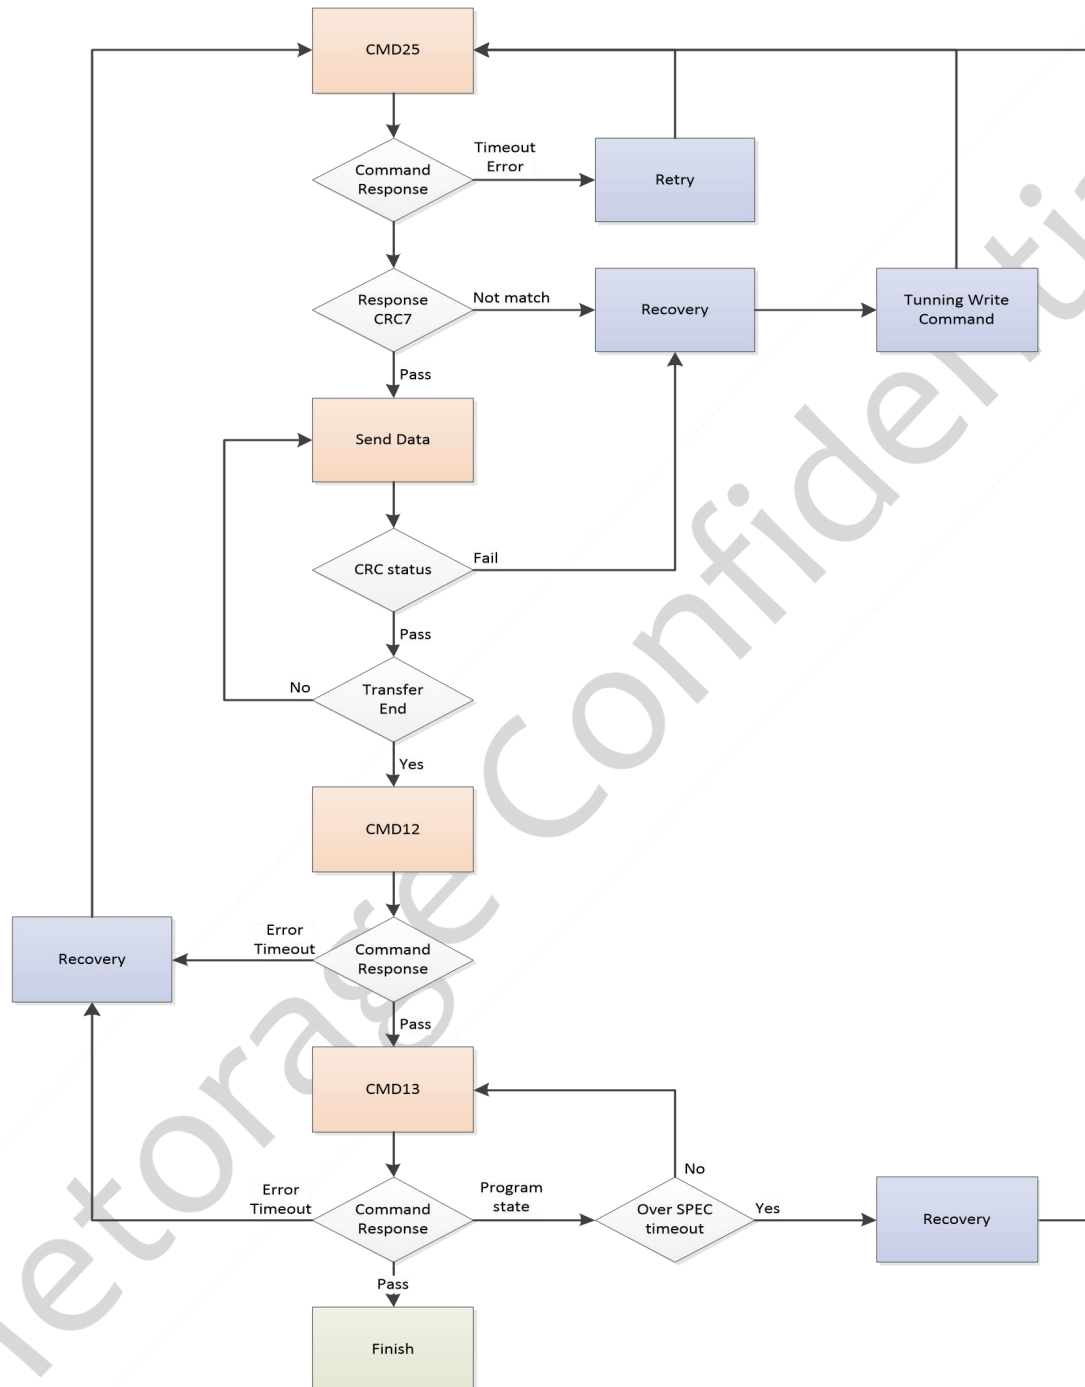 CMD25
Timeout
Error
Command
Response
Retry
Response
CRC7
Not match
Recovery
Tunning Write
Command
Pass
Send Data
CRC status
Fail
Pass
No
Transfer
End
Yes
CMD12
Error
Timeout
Command
Response
Recovery
Pass
CMD13
No
Error
Timeout
Command
Response
Program
state
Over SPEC
timeout
Yes
Recovery
Pass
Finish
etorage Confidentia